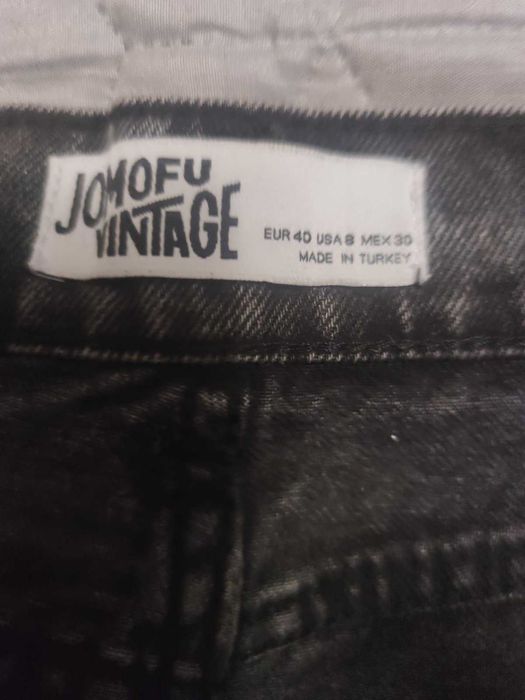 JOMOFU
VINTAGE
EUR 40 USA 8 MEX 30
MADE IN TURKEY